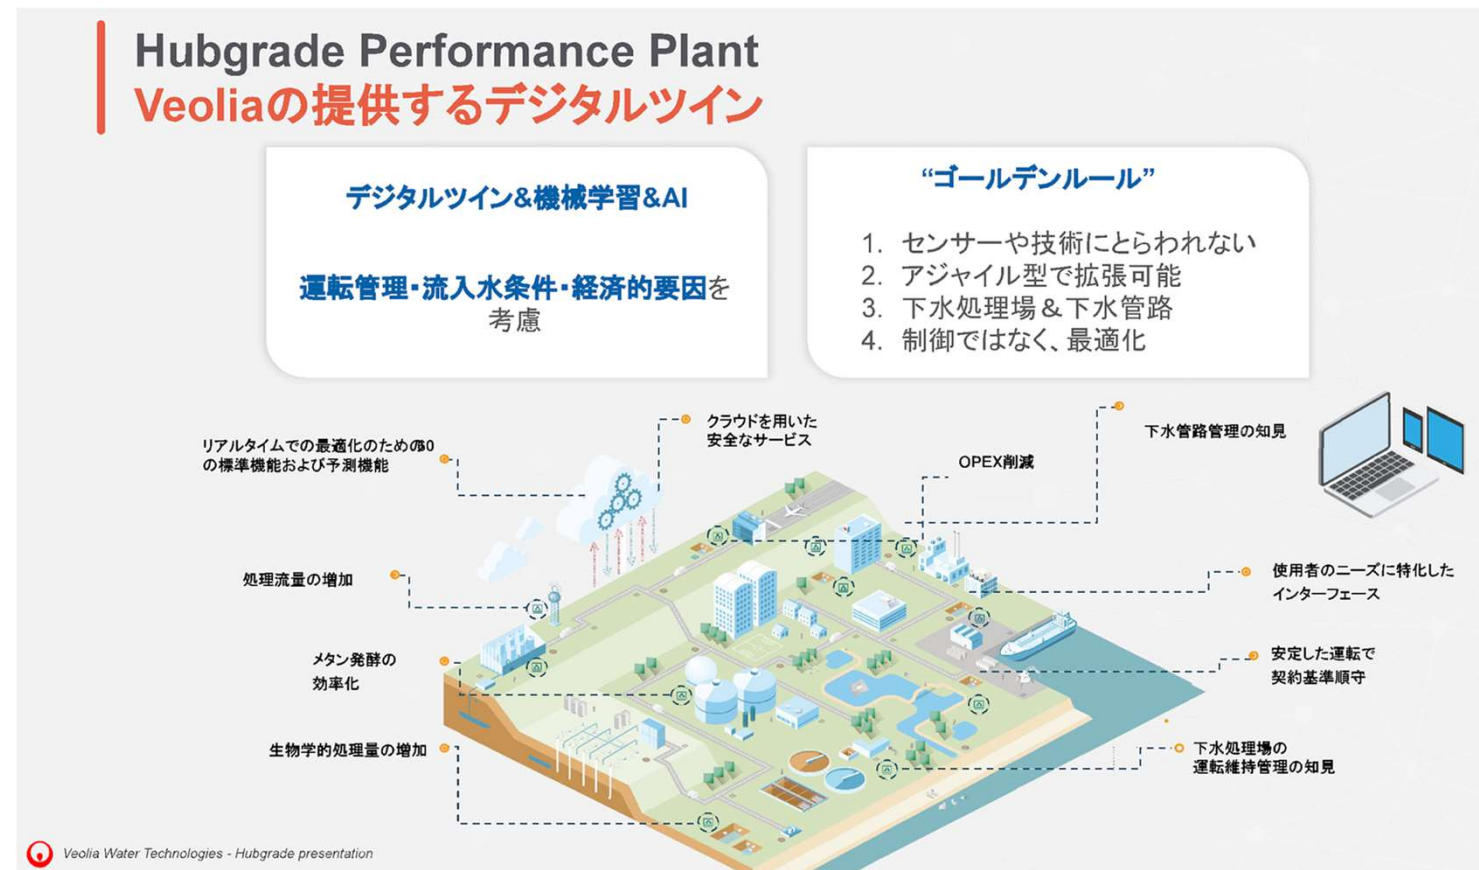 Hubgrade Performance Plant
Veoliaの提供するデジタルツイン
デジタルツイン&機械学習&AI
運転管理・流入水条件・経済的要因を
考慮
“ゴールデンルール”
1. センサーや技術にとらわれない
2. アジャイル型で拡張可能
3. 下水処理場＆下水管路
4. 制御ではなく、最適化
リアルタイムでの最適化のための
の標準機能および予測機能
クラウドを用いた
安全なサービス
OPEX削減
下水管路管理の知見
処理流量の増加
使用者のニーズに特化した
インターフェース
メタン発酵の
効率化
安定した運転で
契約基準順守
生物学的処理量の増加
下水処理場の
運転維持管理の知見
Veolia Water Technologies - Hubgrade presentation